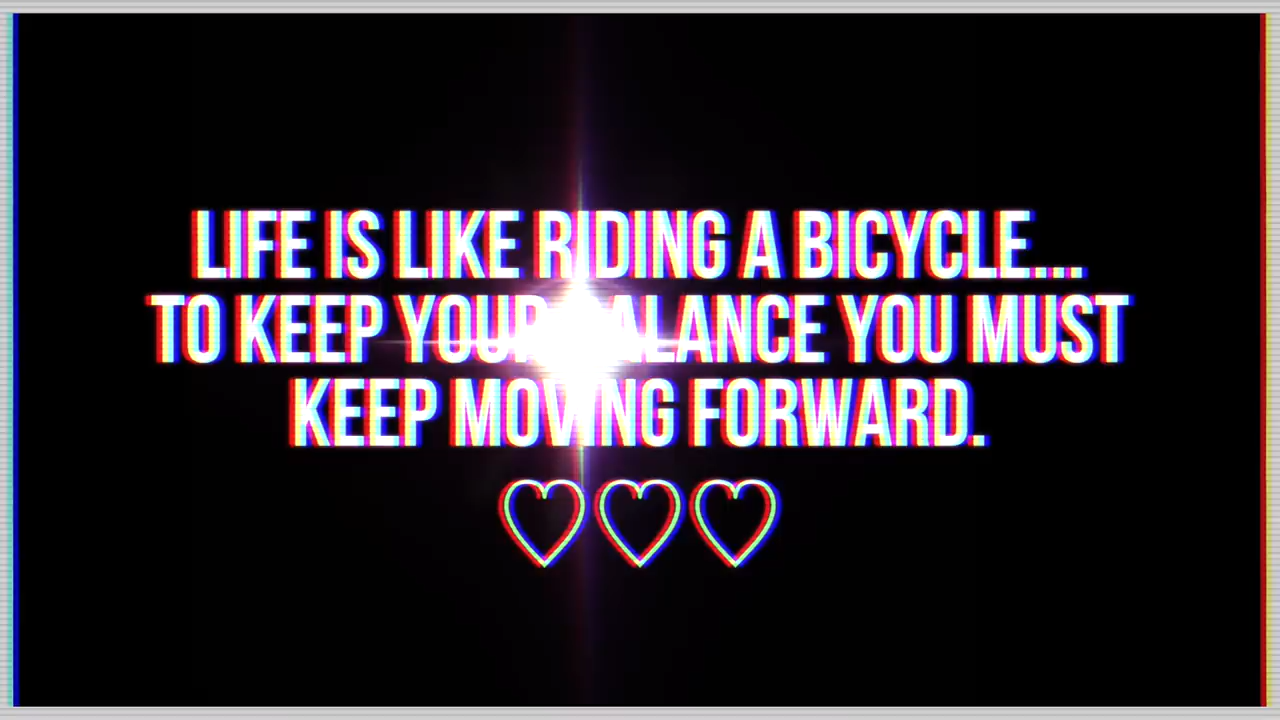 LIFE IS LIKE RIDING A BICYCLE...
TO KEEP YOUR BALANCE YOU MUST
KEEP MOVING FORWARD.
♡♡♡